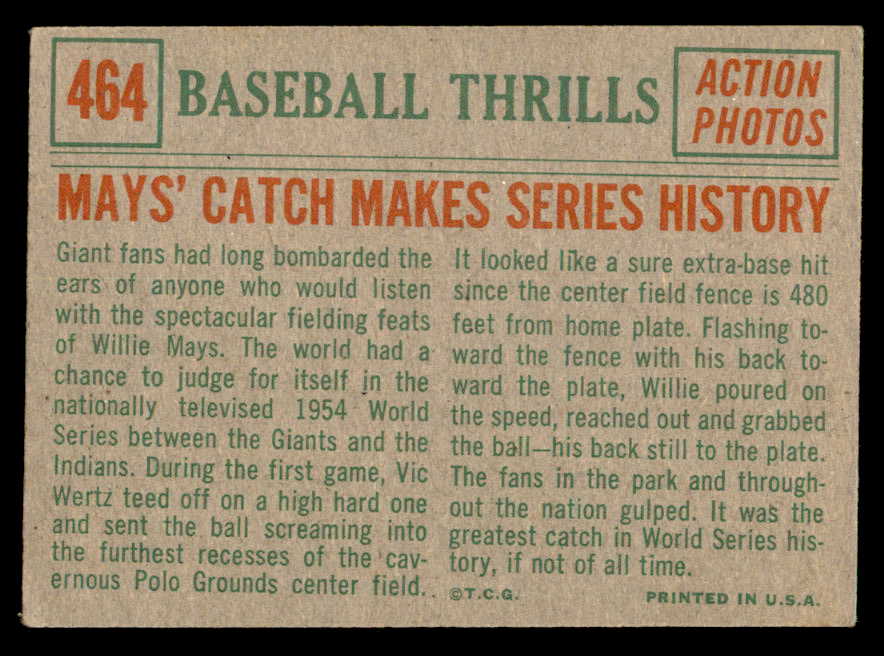 464
BASEBALL THRILLS
ACTION
PHOTOS
MAYS' CATCH MAKES SERIES HISTORY
Giant fans had long bombarded the
ears of anyone who would listen
with the spectacular fielding feats
of Willie Mays. The world had a
chance to judge for itself in the
nationally televised 1954 World
Series between the Giants and the
Indians. During the first game, Vic
Wertz teed off on a high hard one
and sent the ball screaming into
the furthest recesses of the cav-
ernous Polo Grounds center field.
It looked like a sure extra-base hit
since the center field fence is 480
feet from home plate. Flashing to-
ward the fence with his back to-
ward the plate, Willie poured on
the speed, reached out and grabbed
the ball—his back still to the plate.
The fans in the park and through-
out the nation gulped. It was the
greatest catch in World Series his-
tory, if not of all time.
©T.C.G.
PRINTED IN U.S.A.